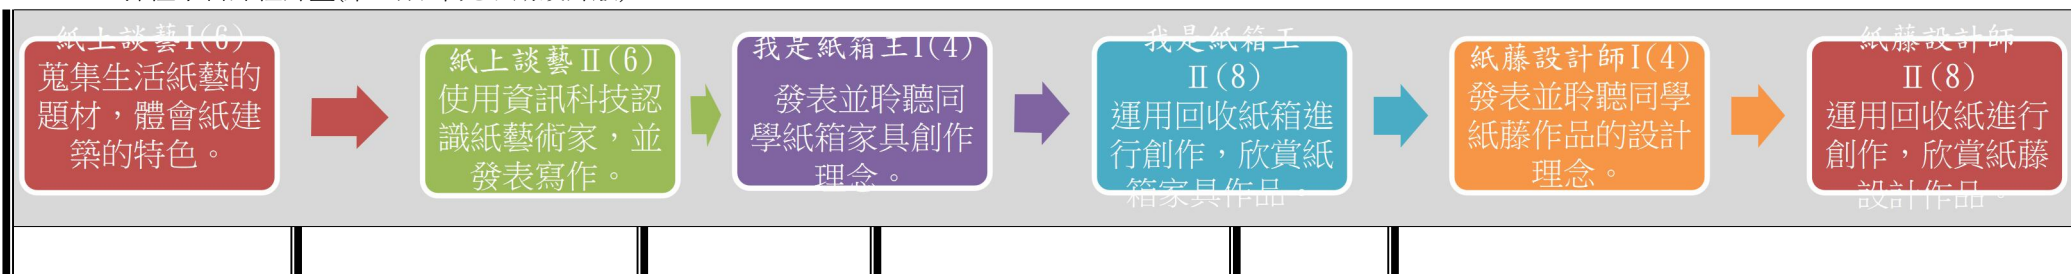 紙上談藝I(6)
蒐集生活紙藝的
題材，體會紙建
築的特色。
紙上談藝Ⅱ(6)
使用資訊科技認
識紙藝術家，並
發表寫作。
我是紙箱王I(4)
發表並聆聽同
學紙箱家具創作
理念。
我是紙箱王
Ⅱ(8)
運用回收紙箱進
行創作，欣賞紙
箱家具作品。
紙藤設計師I(4)
發表並聆聽同學
紙藤作品的設計
理念。
紙藤設計師
Ⅱ(8)
運用回收紙進行
創作，欣賞紙藤
設計作品。